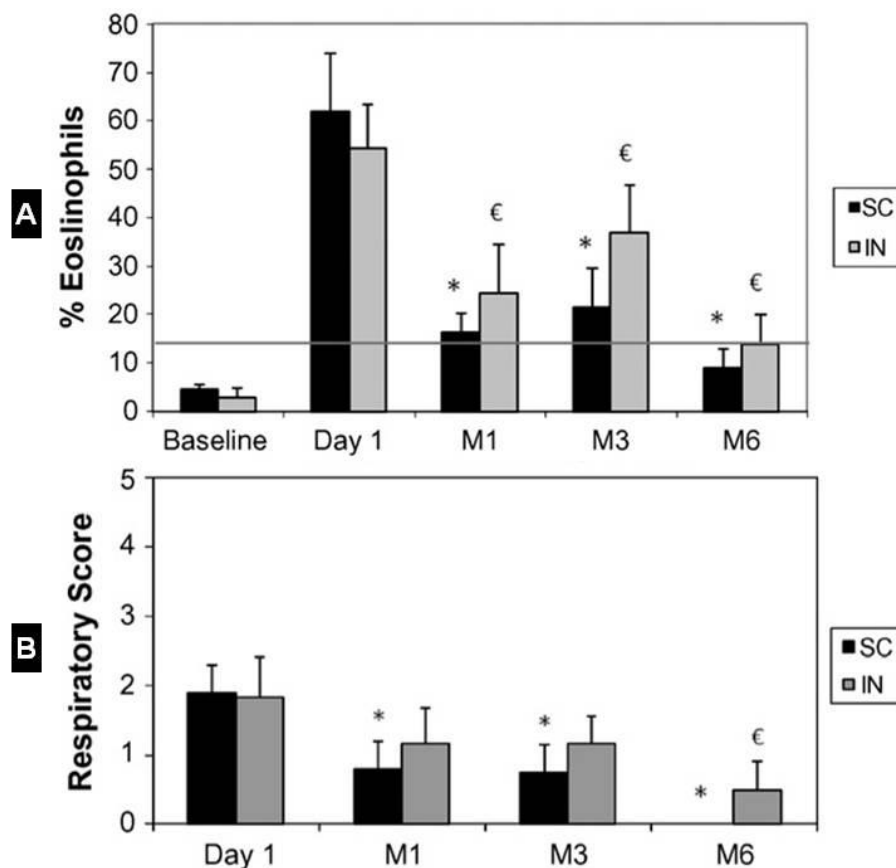 A
% Eoslinophils
80
70
60
50
40
30
20
10
0
* € * € * €
Baseline Day 1 M1 M3 M6
SC
IN
B
Respiratory Score
5
4
3
2
1
0
* * * €
Day 1 M1 M3 M6
SC
IN